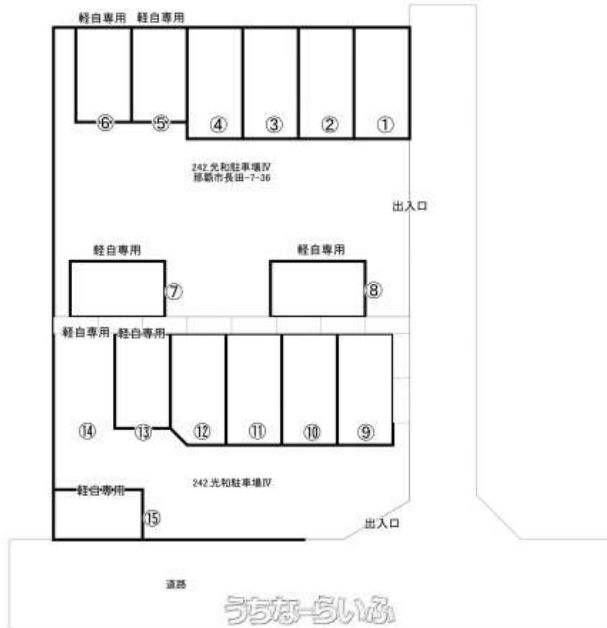 軽自専用 軽自専用
⑥ ⑤ ④ ③ ② ①
242.光和駐車場Ⅳ
那覇市長田-7-36
出入口
軽自専用 軽自専用
⑦ ⑧
軽自専用 軽自専用
⑭ ⑬ ⑫ ⑪ ⑩ ⑨
軽自専用
242.光和駐車場Ⅳ
⑮
出入口
道路
うちなーらいふ